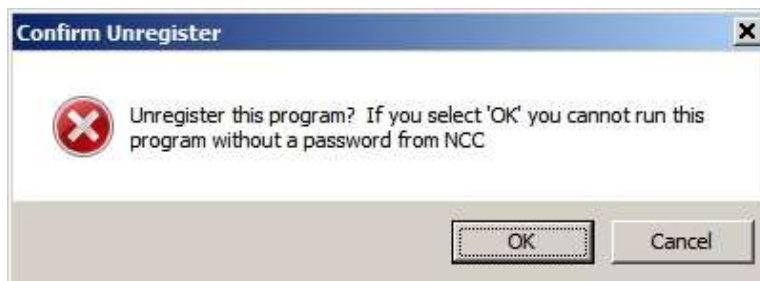 Confirm Unregister
Unregister this program?  If you select 'OK' you cannot run this
program without a password from NCC
OK
Cancel